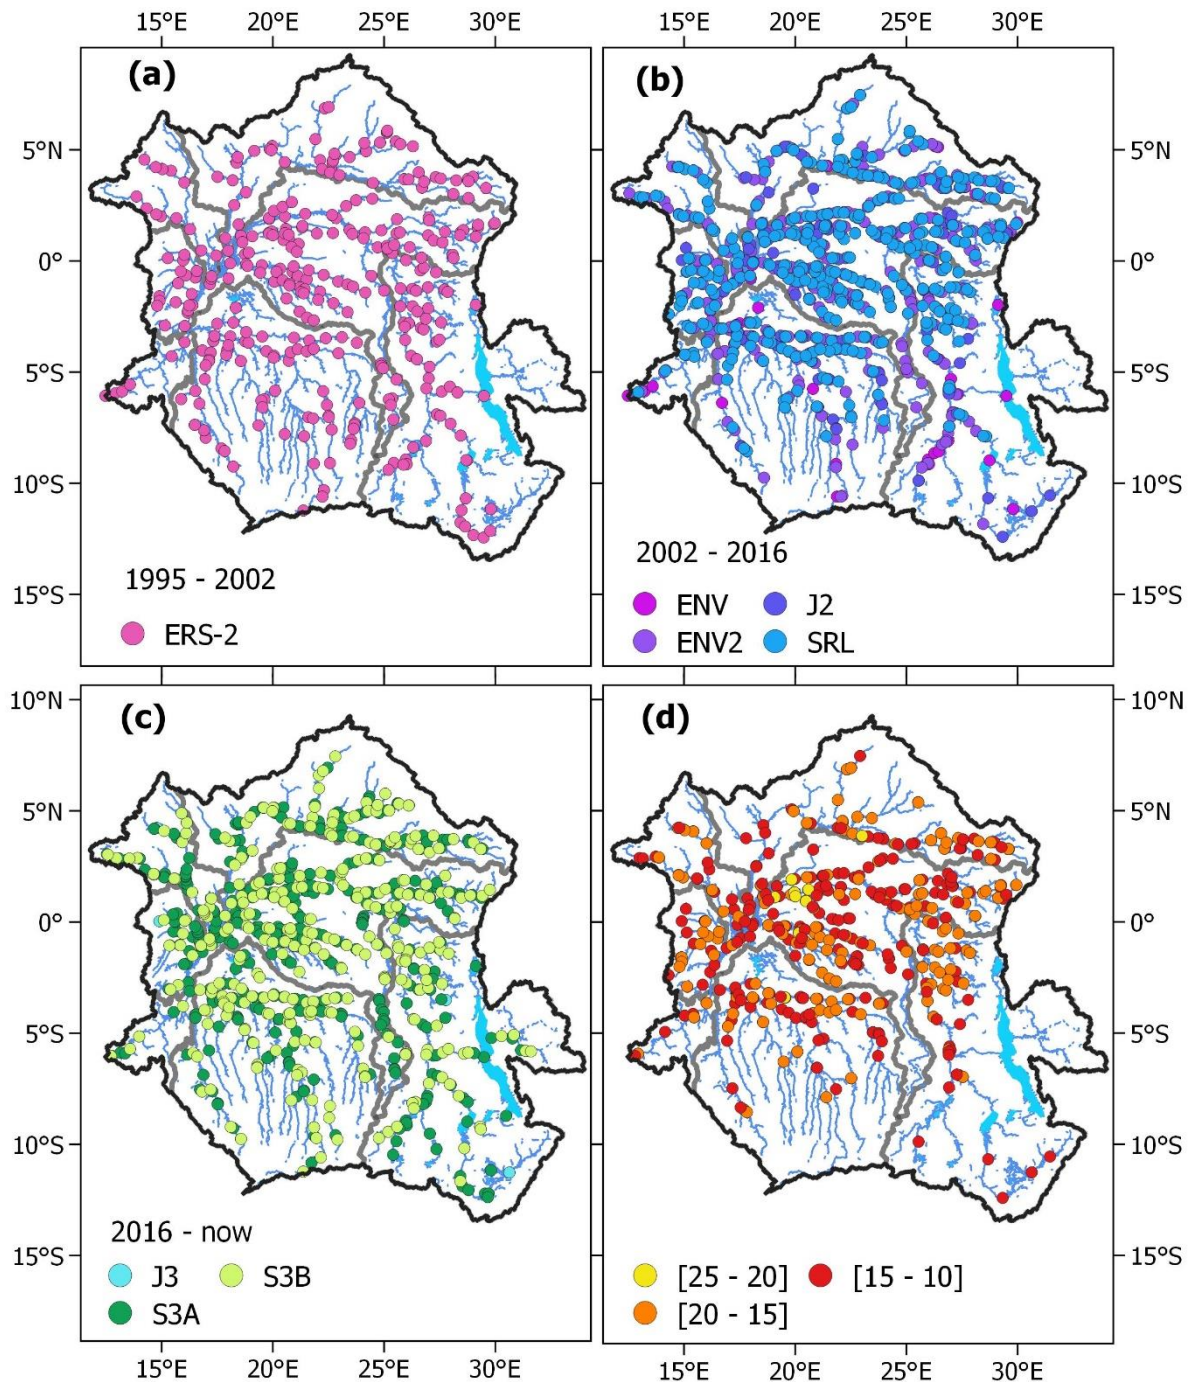 15°E 20°E 25°E 30°E 15°E 20°E 25°E 30°E
(a) (b)
5°N 5°N
0° 0°
5°S 5°S
10°S 10°S
1995 - 2002 2002 - 2016
15°S 15°S
ERS-2 ENV J2
ENV2 SRL
10°N 10°N
(c) (d)
5°N 5°N
0° 0°
5°S 5°S
10°S 10°S
2016 - now
15°S 15°S
J3 S3B [25 - 20] [15 - 10]
S3A [20 - 15]
15°E 20°E 25°E 30°E 15°E 20°E 25°E 30°E